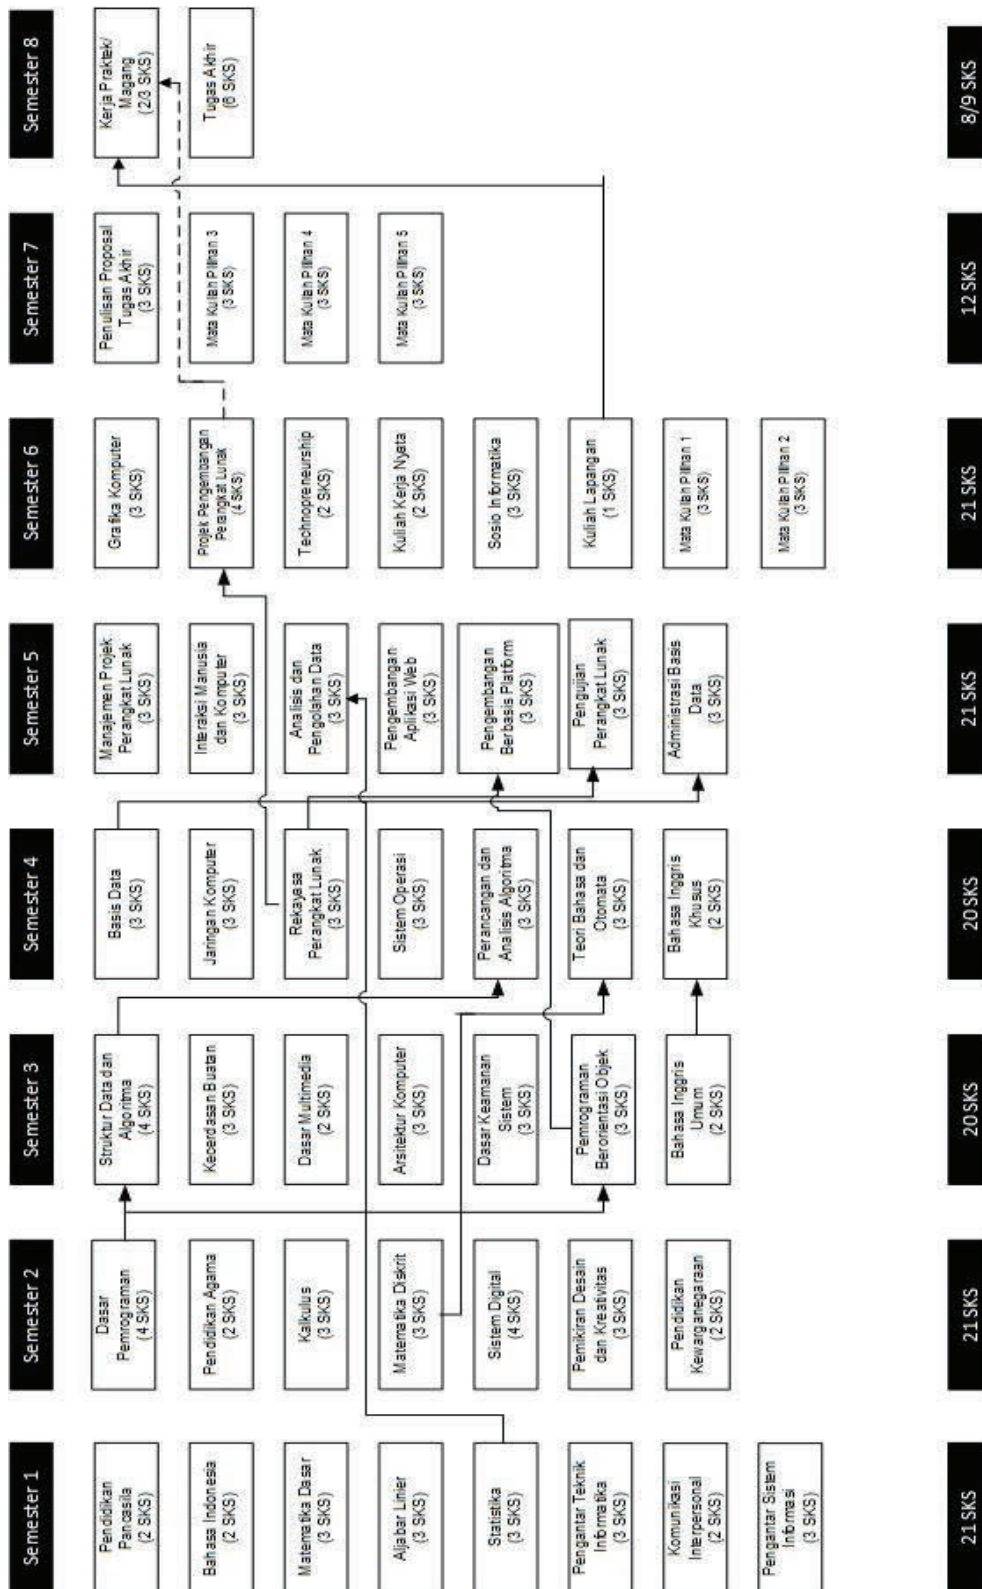 Semester 1
Pendidikan
Pancasila
(2 SKS)
Bahasa Indonesia
(2 SKS)
Matematika Dasar
(3 SKS)
Aljabar Linier
(3 SKS)
Statistika
(3 SKS)
Pengantar Teknik
Informatika
(3 SKS)
Komunikasi
Interpersonal
(2 SKS)
Pengantar Sistem
Informasi
(3 SKS)
21 SKS
Semester 2
Dasar
Pemrograman
(4 SKS)
Pendidikan Agama
(2 SKS)
Kalkulus
(3 SKS)
Matematika Diskrit
(3 SKS)
Sistem Digital
(4 SKS)
Pemikiran Desain
dan Kreativitas
(3 SKS)
Pendidikan
Kewarganegaraan
(2 SKS)
21 SKS
Semester 3
Struktur Data dan
Algoritma
(4 SKS)
Kecerdasan Buatan
(3 SKS)
Dasar Multimedia
(2 SKS)
Arsitektur Komputer
(3 SKS)
Dasar Keamanan
Sistem
(3 SKS)
Pemrograman
Berorientasi Objek
(3 SKS)
Bahasa Inggris
Umum
(2 SKS)
20 SKS
Semester 4
Basis Data
(3 SKS)
Jaringan Komputer
(3 SKS)
Rekayasa
Perangkat Lunak
(3 SKS)
Sistem Operasi
(3 SKS)
Perancangan dan
Analisis Algoritma
(3 SKS)
Teori Bahasa dan
Otomata
(3 SKS)
Bahasa Inggris
Khusus
(2 SKS)
20 SKS
Semester 5
Manajemen Projek
Perangkat Lunak
(3 SKS)
Interaksi Manusia
dan Komputer
(3 SKS)
Analisis dan
Pengolahan Data
(3 SKS)
Pengembangan
Aplikasi Web
(3 SKS)
Pengembangan
Berbasis Platform
(3 SKS)
Pengujian
Perangkat Lunak
(3 SKS)
Administrasi Basis
Data
(3 SKS)
21 SKS
Semester 6
Grafika Komputer
(3 SKS)
Projek Pengembangan
Perangkat Lunak
(4 SKS)
Technopreneurship
(2 SKS)
Kuliah Kerja Nyata
(2 SKS)
Sosio Informatika
(3 SKS)
Kuliah Lapangan
(1 SKS)
Mata Kuliah Pilihan 1
(3 SKS)
Mata Kuliah Pilihan 2
(3 SKS)
21 SKS
Semester 7
Penulisan Proposal
Tugas Akhir
(3 SKS)
Mata Kuliah Pilihan 3
(3 SKS)
Mata Kuliah Pilihan 4
(3 SKS)
Mata Kuliah Pilihan 5
(3 SKS)
12 SKS
Semester 8
Kerja Praktek/
Magang
(2/3 SKS)
Tugas Akhir
(6 SKS)
8/9 SKS